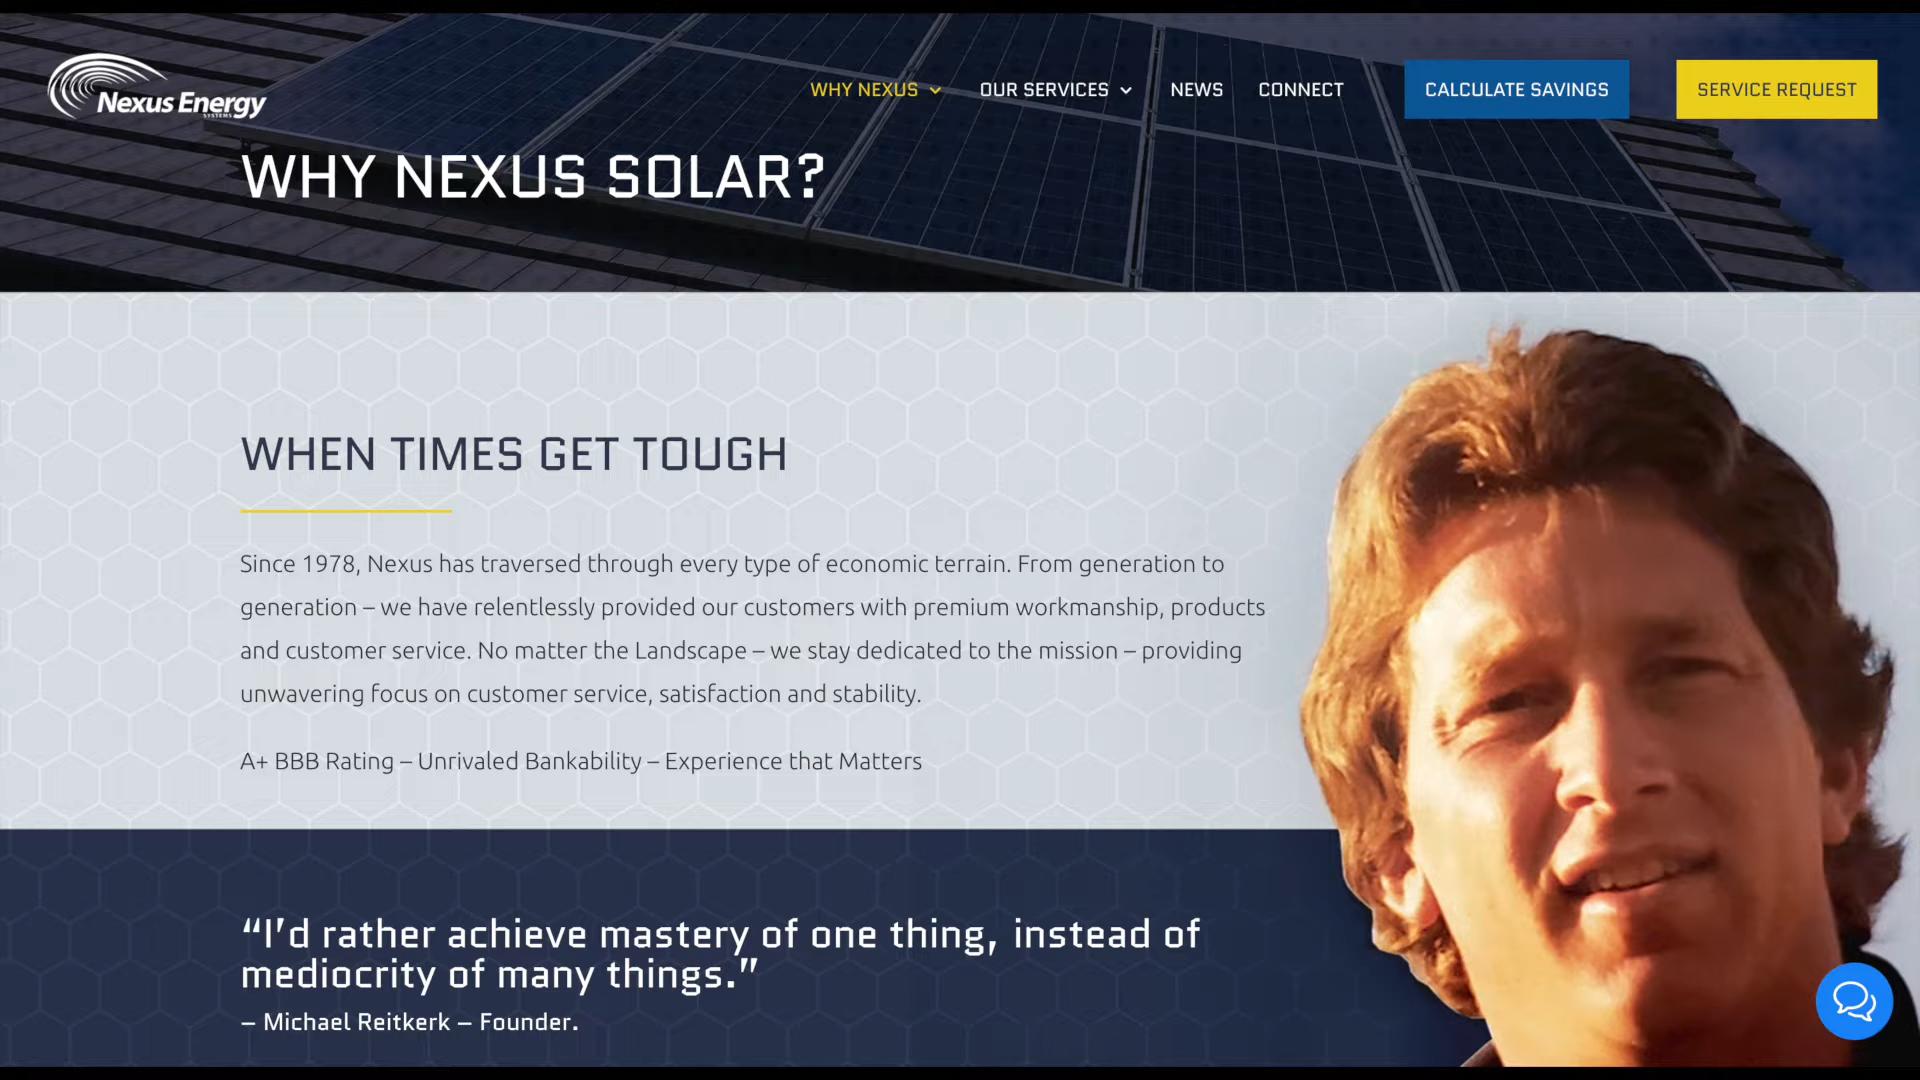 Nexus Energy
SYSTEMS
WHY NEXUS
OUR SERVICES
NEWS
CONNECT
CALCULATE SAVINGS
SERVICE REQUEST
WHY NEXUS SOLAR?
WHEN TIMES GET TOUGH
Since 1978, Nexus has traversed through every type of economic terrain. From generation to
generation – we have relentlessly provided our customers with premium workmanship, products
and customer service. No matter the Landscape – we stay dedicated to the mission – providing
unwavering focus on customer service, satisfaction and stability.
A+ BBB Rating – Unrivaled Bankability – Experience that Matters
“I’d rather achieve mastery of one thing, instead of
mediocrity of many things.”
– Michael Reitkerk – Founder.